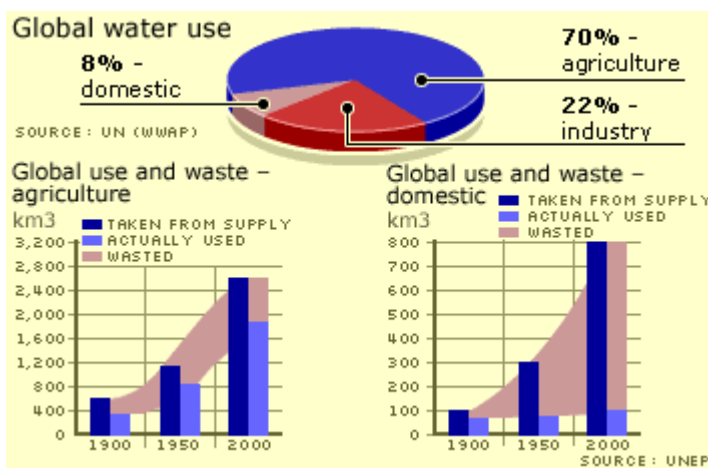 Global water use
8% -
domestic
70% -
agriculture
22% -
industry
SOURCE: UN (WWAP)
Global use and waste –
agriculture
km3
TAKEN FROM SUPPLY
ACTUALLY USED
WASTED
3,200
2,800
2,400
2,000
1,600
1,200
800
400
0
1900 1950 2000
Global use and waste –
domestic
km3
TAKEN FROM SUPPLY
ACTUALLY USED
WASTED
800
700
600
500
400
300
200
100
0
1900 1950 2000
SOURCE: UNEP